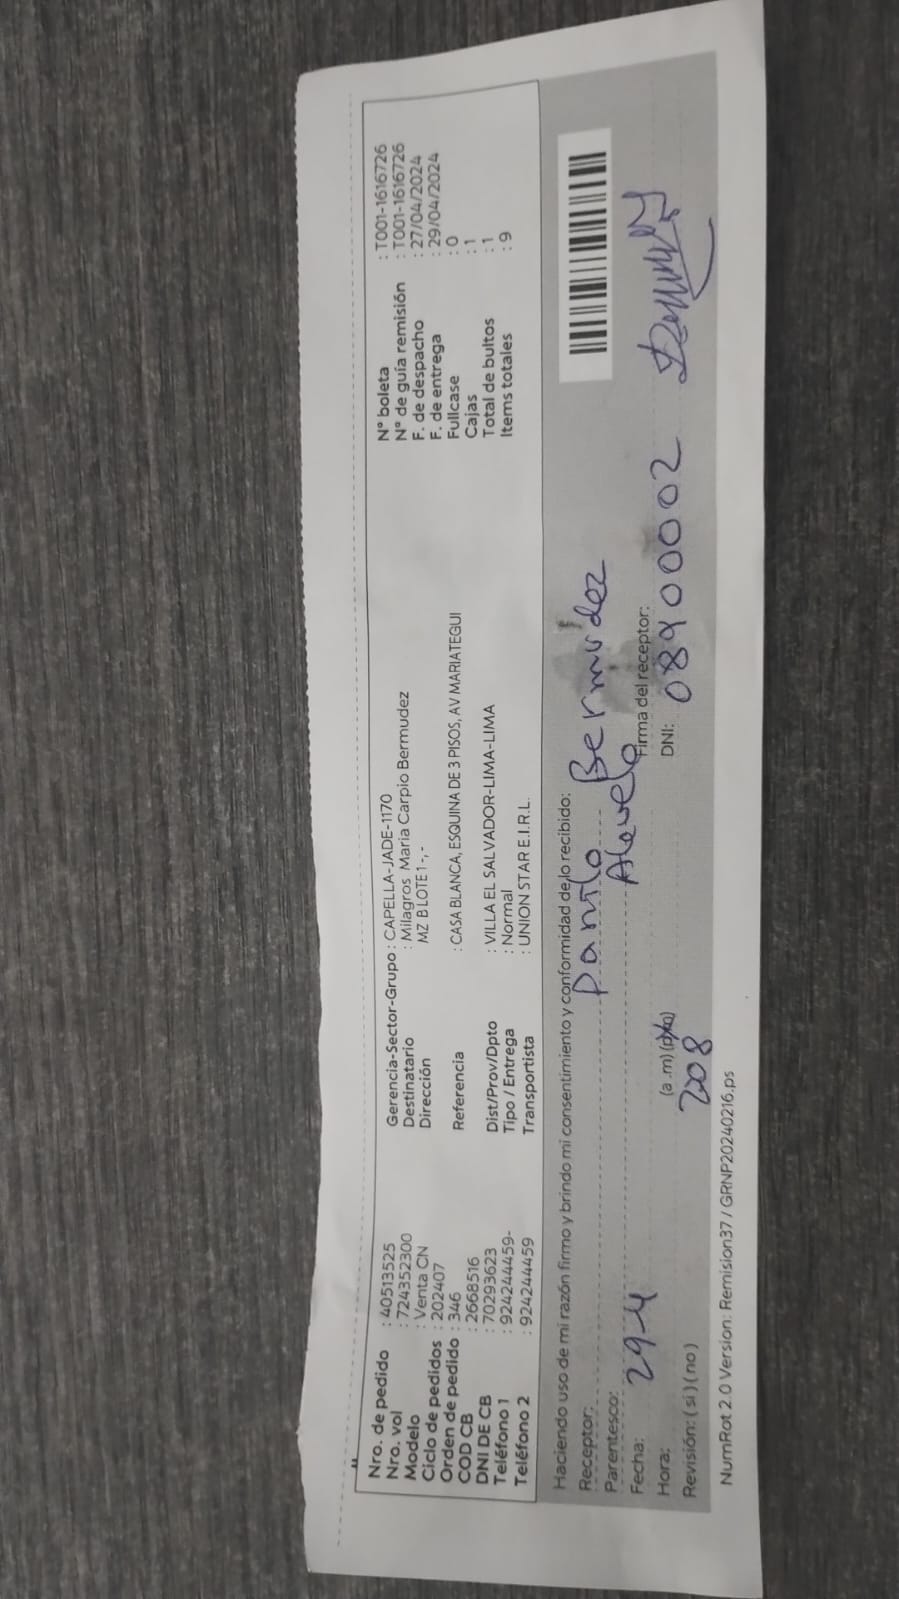 Nro. de pedido : 40513525
Nro. vol : 724352300
Modelo : Venta CN
Ciclo de pedidos : 202407
Orden de pedido : 346
COD CB : 2668516
DNI DE CB : 70293623
Teléfono 1 : 924244459-
Teléfono 2 : 924244459
Gerencia-Sector-Grupo : CAPELLA-JADE-1170
Destinatario : Milagros Maria Carpio Bermudez
Dirección MZ B LOTE 1 -, -
Referencia : CASA BLANCA, ESQUINA DE 3 PISOS, AV MARIATEGUI
Dist/Prov/Dpto : VILLA EL SALVADOR-LIMA-LIMA
Tipo / Entrega : Normal
Transportista : UNION STAR E.I.R.L.
N° boleta : T001-1616726
N° de guía remisión : T001-1616726
F. de despacho : 27/04/2024
F. de entrega : 29/04/2024
Fullcase : 0
Cajas : 1
Total de bultos : 1
Items totales : 9
Haciendo uso de mi razón firmo y brindo mi consentimiento y conformidad de lo recibido:
Receptor: Danilo Bermudez
Parentesco: Abuelo
Fecha: 29-4 Firma del receptor:
Hora: (a .m) (p.m) DNI: 08900002
Revisión: ( si ) ( no ) 208
NumRot 2.0 Version: Remision37 / GRNP20240216.ps